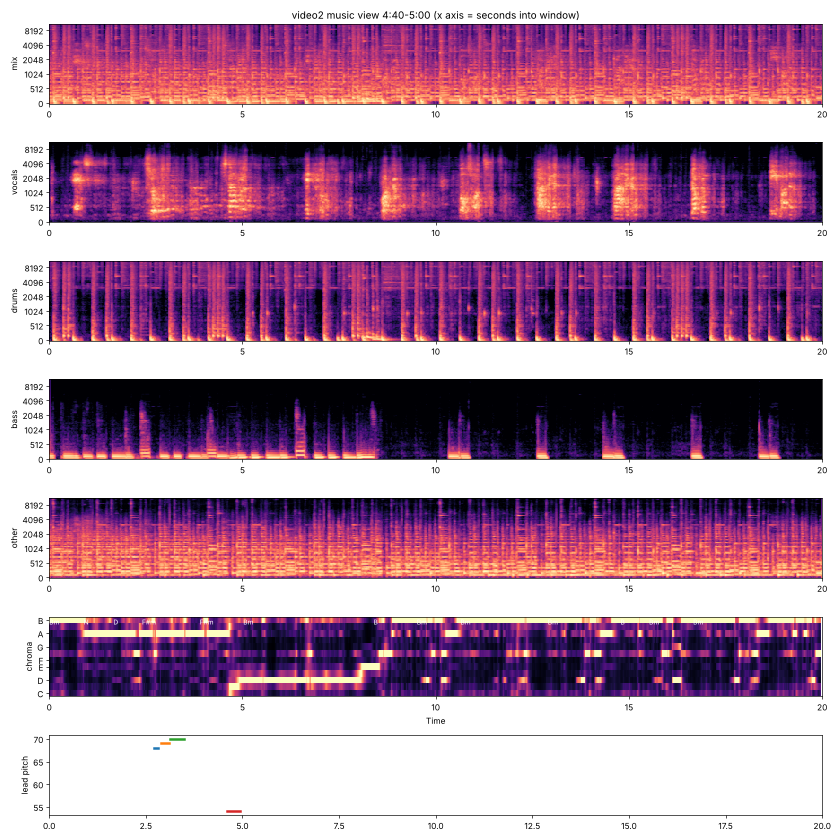 video2 music view 4:40-5:00 (x axis = seconds into window)
mix
8192
4096
2048
1024
512
0
0 5 10 15 20
vocals
8192
4096
2048
1024
512
0
0 5 10 15 20
drums
8192
4096
2048
1024
512
0
0 5 10 15 20
bass
8192
4096
2048
1024
512
0
0 5 10 15 20
other
8192
4096
2048
1024
512
0
0 5 10 15 20
chroma
B
A
G
F
E
D
C
0 5 10 15 20
Time
lead pitch
70
65
60
55
0.0 2.5 5.0 7.5 10.0 12.5 15.0 17.5 20.0